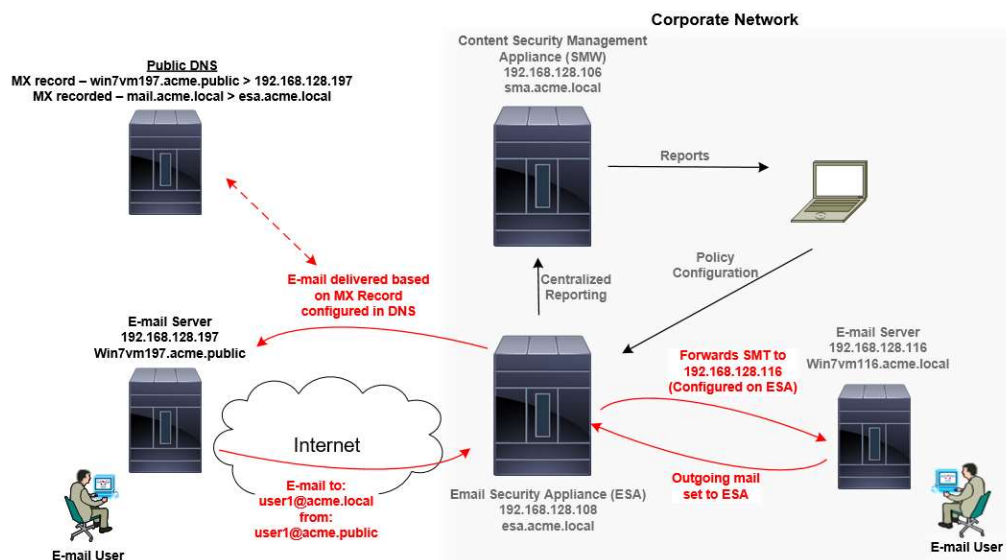 Corporate Network
Public DNS
MX record – win7vm197.acme.public > 192.168.128.197
MX recorded – mail.acme.local > esa.acme.local
Content Security Management
Appliance (SMW)
192.168.128.106
sma.acme.local
Reports
Policy
Configuration
Centralized
Reporting
E-mail delivered based
on MX Record
configured in DNS
E-mail Server
192.168.128.197
Win7vm197.acme.public
E-mail Server
192.168.128.116
Win7vm116.acme.local
Forwards SMT to
192.168.128.116
(Configured on ESA)
Internet
E-mail to:
user1@acme.local
from:
user1@acme.public
Outgoing mail
set to ESA
Email Security Appliance (ESA)
192.168.128.108
esa.acme.local
E-mail User
E-mail User